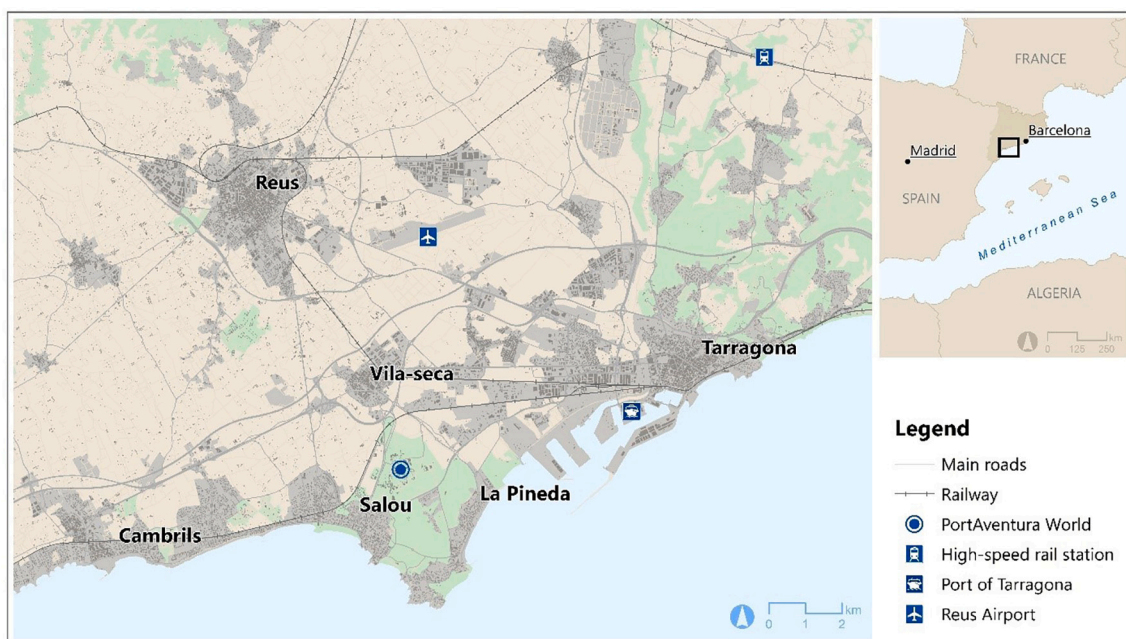 Reus
Vila-seca
Tarragona
Salou
La Pineda
Cambrils
km
0 1 2
FRANCE
Barcelona
Madrid
SPAIN
Mediterranean Sea
ALGERIA
km
0 125 250
Legend
Main roads
Railway
PortAventura World
High-speed rail station
Port of Tarragona
Reus Airport